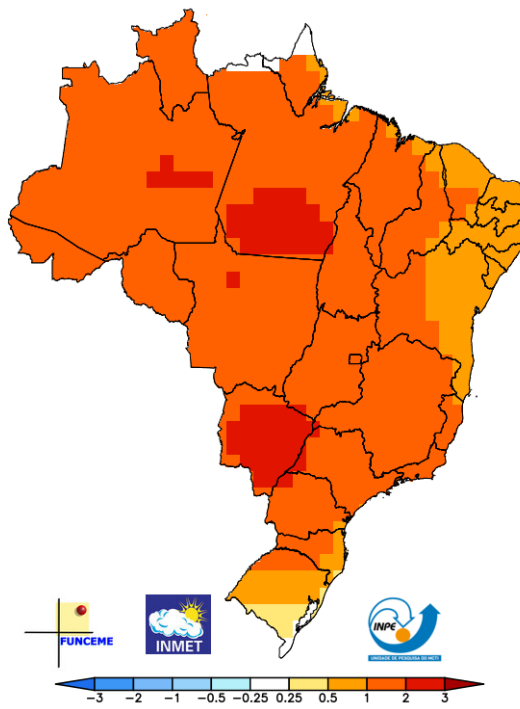 FUNCEME
INMET
INPE
UNIDADE DE PESQUISA DO MCTI
−3 −2 −1 −0.5 −0.25 0.25 0.5 1 2 3